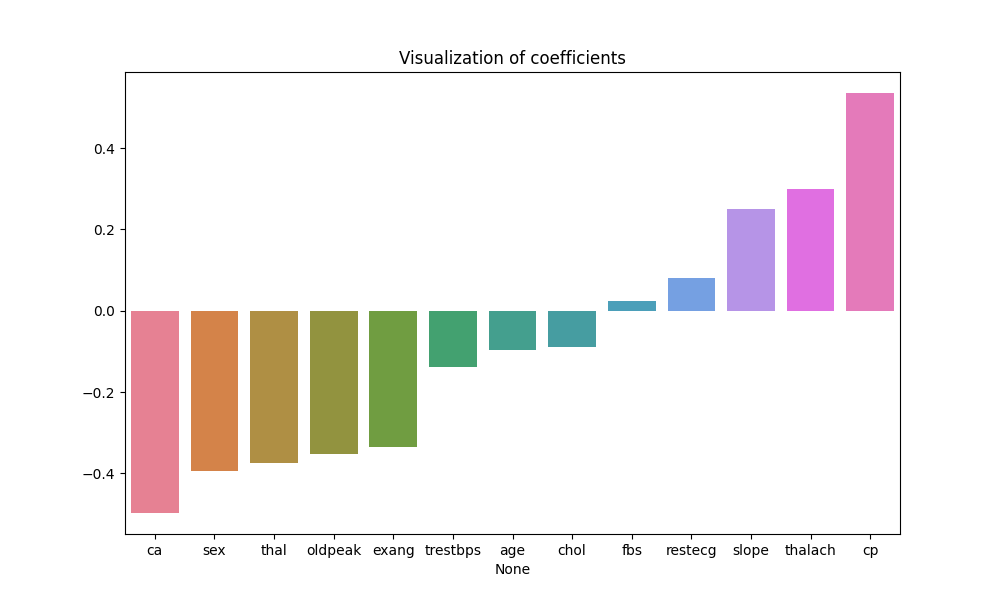 Visualization of coefficients
0.4
0.2
0.0
−0.2
−0.4
ca sex thal oldpeak exang trestbps age chol fbs restecg slope thalach cp
None